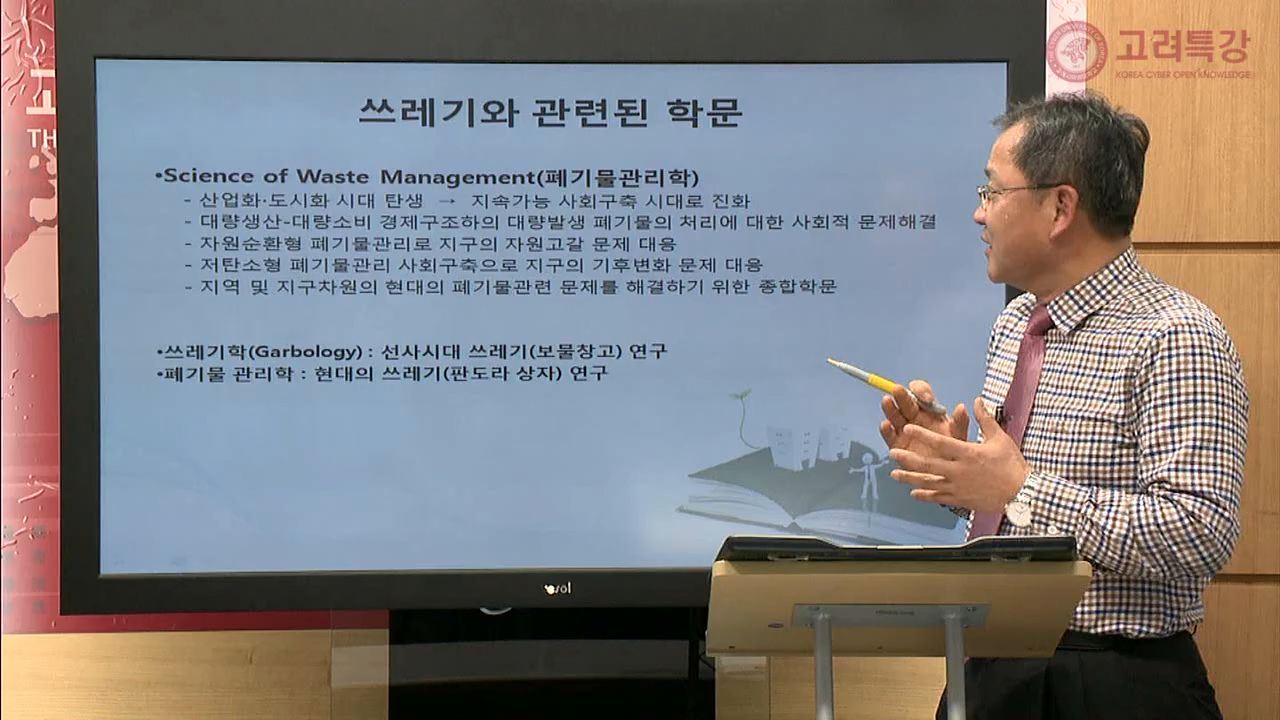 고려특강
KOREA CYBER OPEN KNOWLEDGE
쓰레기와 관련된 학문
•Science of Waste Management(폐기물관리학)
- 산업화·도시화 시대 탄생 → 지속가능 사회구축 시대로 진화
- 대량생산-대량소비 경제구조하의 대량발생 폐기물의 처리에 대한 사회적 문제해결
- 자원순환형 폐기물관리로 지구의 자원고갈 문제 대응
- 저탄소형 폐기물관리 사회구축으로 지구의 기후변화 문제 대응
- 지역 및 지구차원의 현대의 폐기물관련 문제를 해결하기 위한 종합학문
•쓰레기학(Garbology) : 선사시대 쓰레기(보물창고) 연구
•폐기물 관리학 : 현대의 쓰레기(판도라 상자) 연구